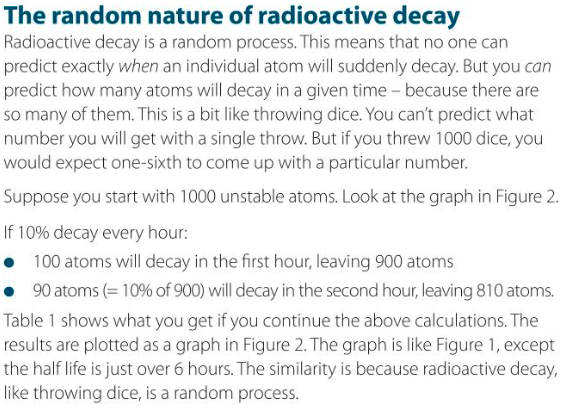 The random nature of radioactive decay
Radioactive decay is a random process. This means that no one can
predict exactly when an individual atom will suddenly decay. But you can
predict how many atoms will decay in a given time – because there are
so many of them. This is a bit like throwing dice. You can't predict what
number you will get with a single throw. But if you threw 1000 dice, you
would expect one-sixth to come up with a particular number.
Suppose you start with 1000 unstable atoms. Look at the graph in Figure 2.
If 10% decay every hour:
● 100 atoms will decay in the first hour, leaving 900 atoms
● 90 atoms (= 10% of 900) will decay in the second hour, leaving 810 atoms.
Table 1 shows what you get if you continue the above calculations. The
results are plotted as a graph in Figure 2. The graph is like Figure 1, except
the half life is just over 6 hours. The similarity is because radioactive decay,
like throwing dice, is a random process.